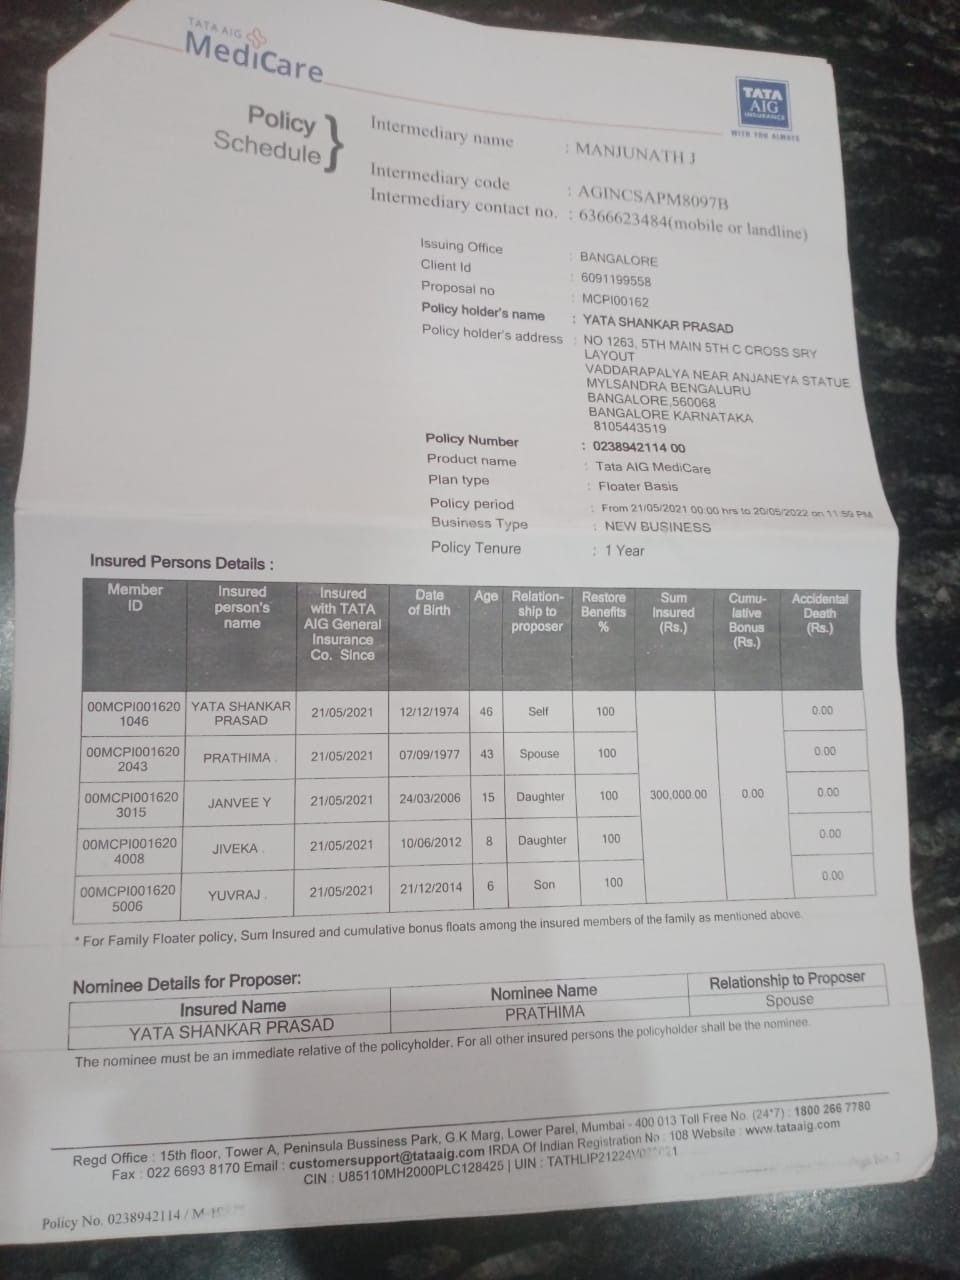 TATA AIG
MediCare
TATA
AIG
INSURANCE
WITH YOU ALWAYS
Policy
Schedule
Intermediary name : MANJUNATH J
Intermediary code : AGINCSAPM8097B
Intermediary contact no. : 6366623484(mobile or landline)
Issuing Office : BANGALORE
Client Id : 6091199558
Proposal no : MCPI00162
Policy holder's name : YATA SHANKAR PRASAD
Policy holder's address : NO 1263, 5TH MAIN 5TH C CROSS SRY
LAYOUT
VADDARAPALYA NEAR ANJANEYA STATUE
MYLSANDRA BENGALURU
BANGALORE,560068
BANGALORE KARNATAKA
8105443519
Policy Number : 0238942114 00
Product name : Tata AIG MediCare
Plan type : Floater Basis
Policy period : From 21/05/2021 00:00 hrs to 20/05/2022 on 11:59 PM
Business Type : NEW BUSINESS
Policy Tenure : 1 Year
Insured Persons Details :
Member ID Insured person's name Insured with TATA AIG General Insurance Co. Since Date of Birth Age Relation-ship to proposer Restore Benefits % Sum Insured (Rs.) Cumu-lative Bonus (Rs.) Accidental Death (Rs.)
00MCPI001620 1046 YATA SHANKAR PRASAD 21/05/2021 12/12/1974 46 Self 100 0.00
00MCPI001620 2043 PRATHIMA . 21/05/2021 07/09/1977 43 Spouse 100 0.00
00MCPI001620 3015 JANVEE Y 21/05/2021 24/03/2006 15 Daughter 100 300,000.00 0.00 0.00
00MCPI001620 4008 JIVEKA . 21/05/2021 10/06/2012 8 Daughter 100 0.00
00MCPI001620 5006 YUVRAJ . 21/05/2021 21/12/2014 6 Son 100 0.00
* For Family Floater policy, Sum Insured and cumulative bonus floats among the insured members of the family as mentioned above.
Nominee Details for Proposer:
Insured Name Nominee Name Relationship to Proposer
YATA SHANKAR PRASAD PRATHIMA Spouse
The nominee must be an immediate relative of the policyholder. For all other insured persons the policyholder shall be the nominee.
Regd Office : 15th floor, Tower A, Peninsula Bussiness Park, G.K Marg, Lower Parel, Mumbai - 400 013 Toll Free No. (24*7) : 1800 266 7780
Fax : 022 6693 8170 Email : customersupport@tataaig.com IRDA Of Indian Registration No : 108 Website : www.tataaig.com
CIN : U85110MH2000PLC128425 | UIN :
Policy No. 0238942114 /